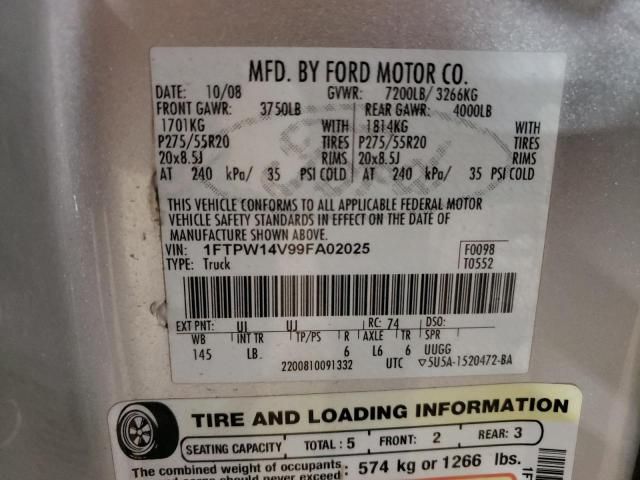 MFD. BY FORD MOTOR CO.
DATE: 10/08 GVWR: 7200LB/ 3266KG
FRONT GAWR: 3750LB REAR GAWR: 4000LB
1701KG WITH 1814KG WITH
P275/55R20 TIRES P275/55R20 TIRES
20x8.5J RIMS 20x8.5J RIMS
AT 240 kPa/ 35 PSI COLD AT 240 kPa/ 35 PSI COLD
THIS VEHICLE CONFORMS TO ALL APPLICABLE FEDERAL MOTOR
VEHICLE SAFETY STANDARDS IN EFFECT ON THE DATE OF
MANUFACTURE SHOWN ABOVE.
VIN: 1FTPW14V99FA02025 F0098
TYPE: Truck T0552
EXT PNT: UI UJ RC: 74 DSO:
WB INT TR TP/PS R AXLE TR SPR
145 LB 6 L6 6 UUGG
2200810091332 UTC ▽5U5A-1520472-BA
TIRE AND LOADING INFORMATION
SEATING CAPACITY TOTAL : 5 FRONT: 2 REAR: 3
The combined weight of occupants 574 kg or 1266 lbs.
1F